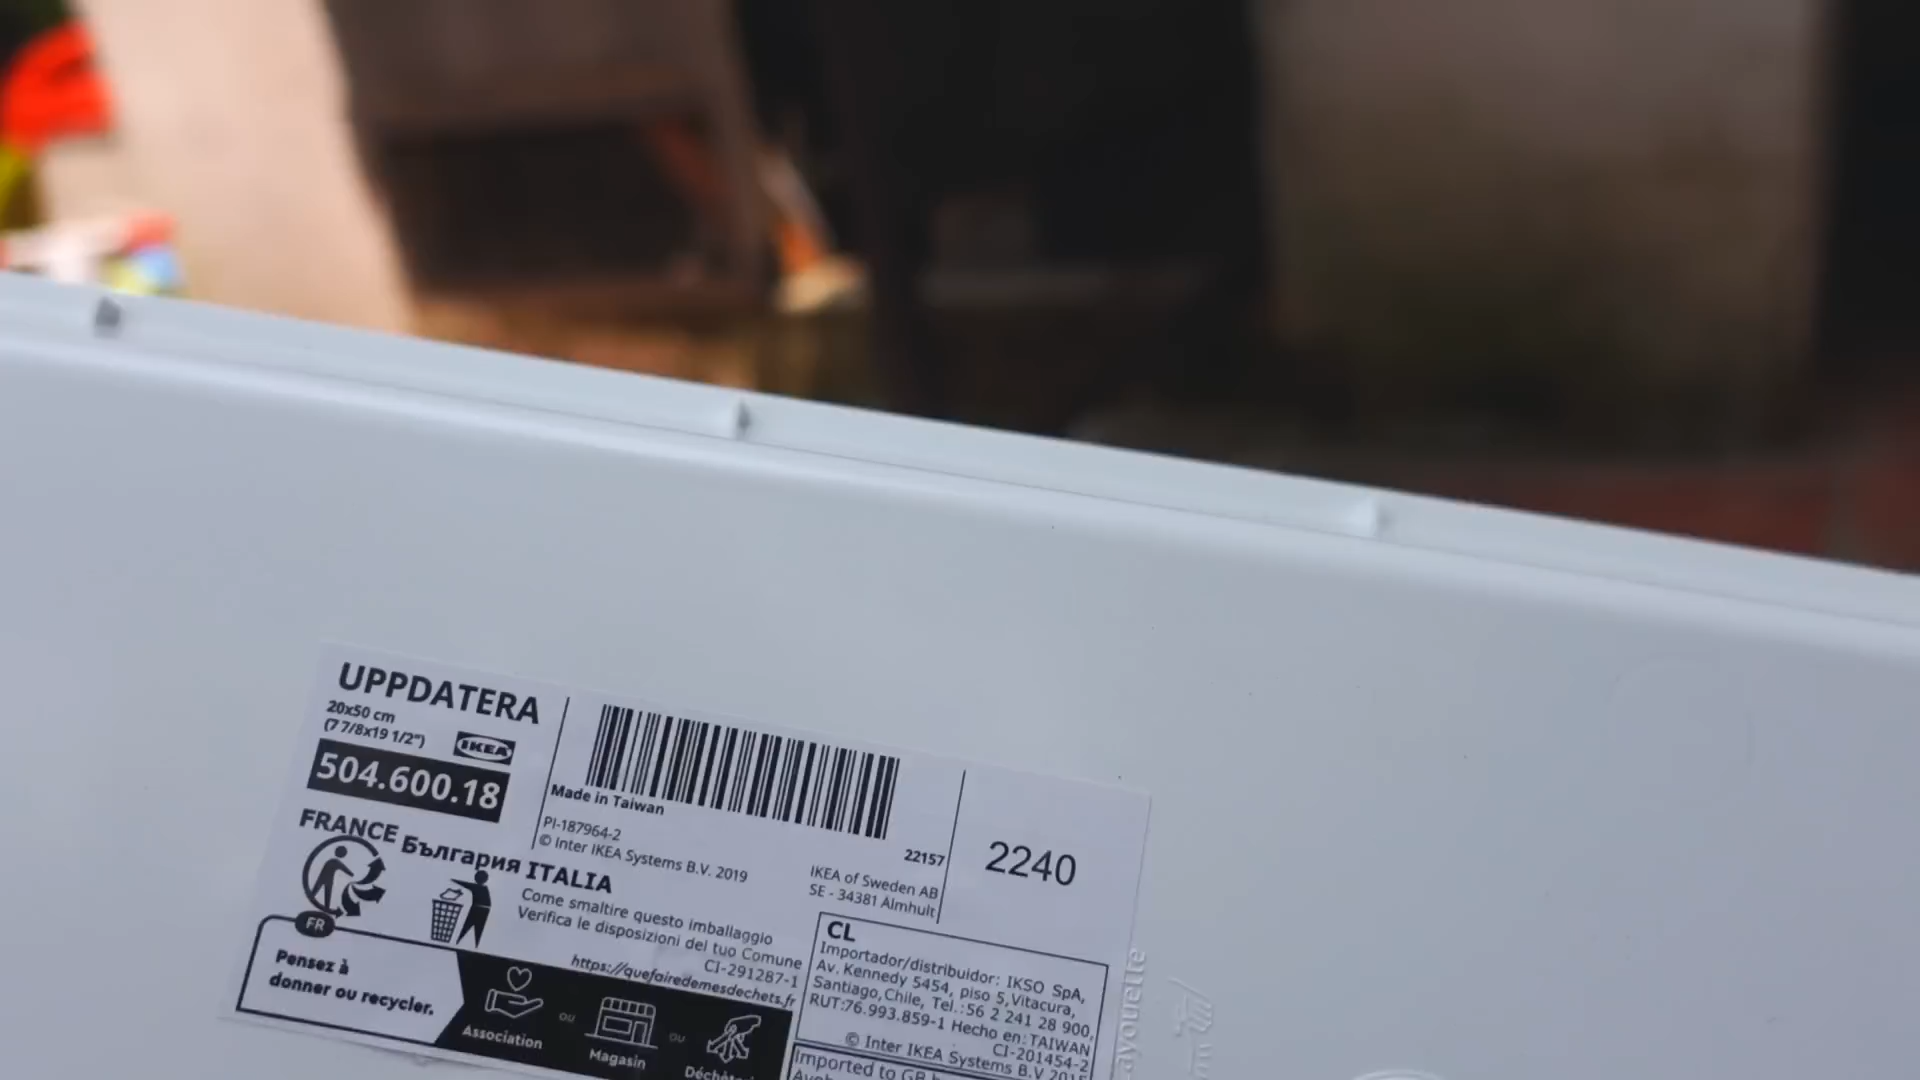 UPPDATERA
20x50 cm
(7 7/8x19 1/2")
IKEA
504.600.18
Made in Taiwan
PI-187964-2
© Inter IKEA Systems B.V. 2019
22157
IKEA of Sweden AB
SE - 34381 Älmhult
2240
FRANCE
България
ITALIA
Come smaltire questo imballaggio
Verifica le disposizioni del tuo Comune
CI-291287-1
https://quefairedemesdechets.fr
FR
Pensez à
donner ou recycler.
Association
ou
Magasin
ou
CL
Importador/distribuidor: IKSO SpA,
Av. Kennedy 5454, piso 5, Vitacura,
Santiago, Chile, Tel.:56 2 241 28 900,
RUT:76.993.859-1 Hecho en: TAIWAN
CI-201454-2
© Inter IKEA Systems B.V.
Imported to GB